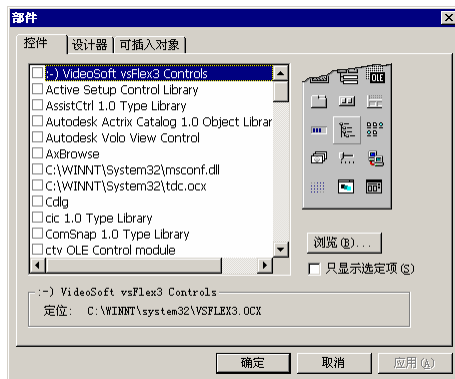 部件
控件
设计器
可插入对象
:-) VideoSoft vsFlex3 Controls
Active Setup Control Library
AssistCtrl 1.0 Type Library
Autodesk Actrix Catalog 1.0 Object Librar
Autodesk Volo View Control
AxBrowse
C:\WINNT\System32\msconf.dll
C:\WINNT\System32\tdc.ocx
Cdlg
cic 1.0 Type Library
ComSnap 1.0 Type Library
ctv OLE Control module
OLE
浏览(B)...
只显示选定项(S)
:-) VideoSoft vsFlex3 Controls
定位: C:\WINNT\system32\VSFLEX3.OCX
确定
取消
应用(A)